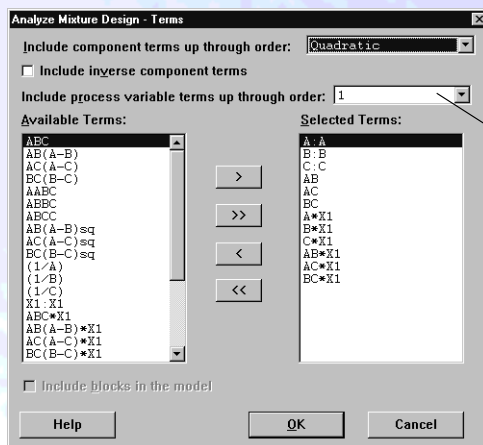 Analyze Mixture Design - Terms
Include component terms up through order: Quadratic
Include inverse component terms
Include process variable terms up through order: 1
Available Terms:
ABC
AB(A-B)
AC(A-C)
BC(B-C)
AABC
ABBC
ABCC
AB(A-B)sq
AC(A-C)sq
BC(B-C)sq
(1/A)
(1/B)
(1/C)
X1:X1
ABC*X1
AB(A-B)*X1
AC(A-C)*X1
BC(B-C)*X1
>
>>
<
<<
Selected Terms:
A:A
B:B
C:C
AB
AC
BC
A*X1
B*X1
C*X1
AB*X1
AC*X1
BC*X1
Include blocks in the model
Help
OK
Cancel